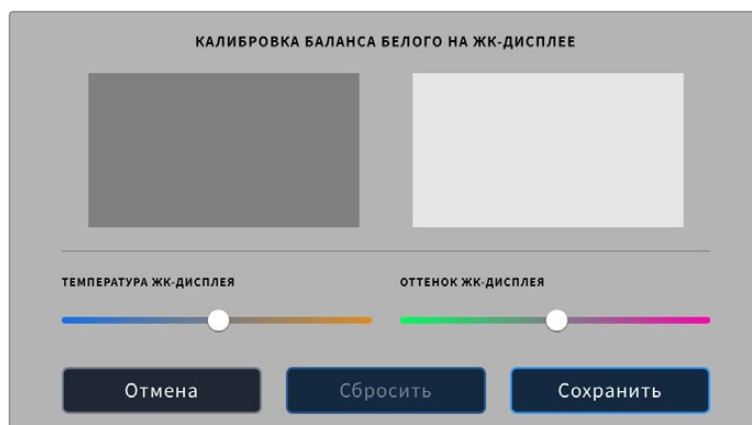 КАЛИБРОВКА БАЛАНСА БЕЛОГО НА ЖК-ДИСПЛЕЕ
ТЕМПЕРАТУРА ЖК-ДИСПЛЕЯ
ОТТЕНОК ЖК-ДИСПЛЕЯ
Отмена
Сбросить
Сохранить